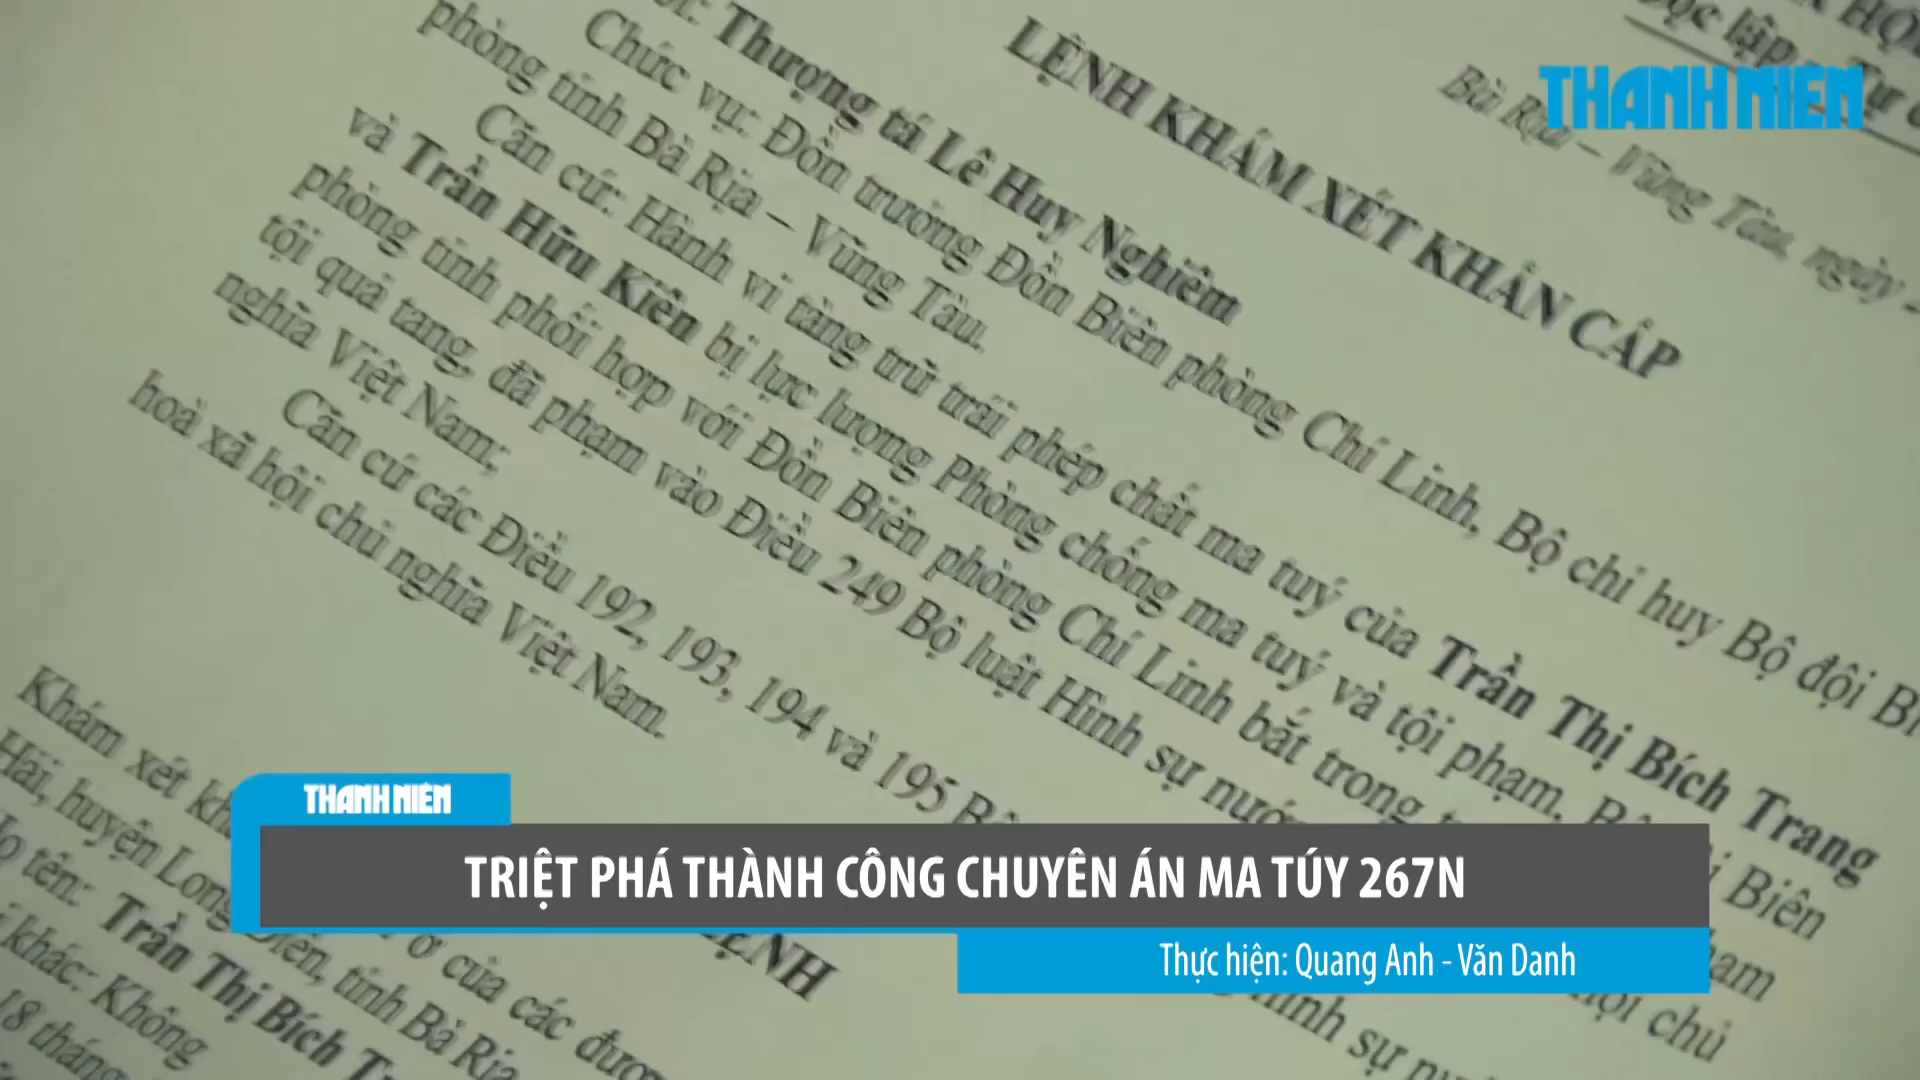 THANH NIÊN
Độc lập - Tự
Bà Rịa – Vũng Tàu, ngày
LỆNH KHÁM XÉT KHẨN CẤP
Thượng tá Lê Huy Nghiêm
Chức vụ: Đồn trưởng Đồn Biên phòng Chí Linh, Bộ chỉ huy Bộ đội
phòng tỉnh Bà Rịa – Vũng Tàu.
Căn cứ: Hành vi tàng trữ trái phép chất ma tuý của Trần Thị Bích Trang
và Trần Hữu Kiên bị lực lượng Phòng chống ma tuý và tội phạm,
phòng tỉnh phối hợp với Đồn Biên phòng Chí Linh bắt trong
tội quả tang, đã phạm vào Điều 249 Bộ luật Hình sự
nghĩa Việt Nam;
Căn cứ các Điều 192, 193, 194 và 195
hoà xã hội chủ nghĩa Việt Nam.
Khám xét
Hải, huyện Long Điền, tỉnh Bà Rịa
tên: Trần Thị Bích
khác: Không
18
THANH NIÊN
TRIỆT PHÁ THÀNH CÔNG CHUYÊN ÁN MA TÚY 267N
Thực hiện: Quang Anh - Văn Danh